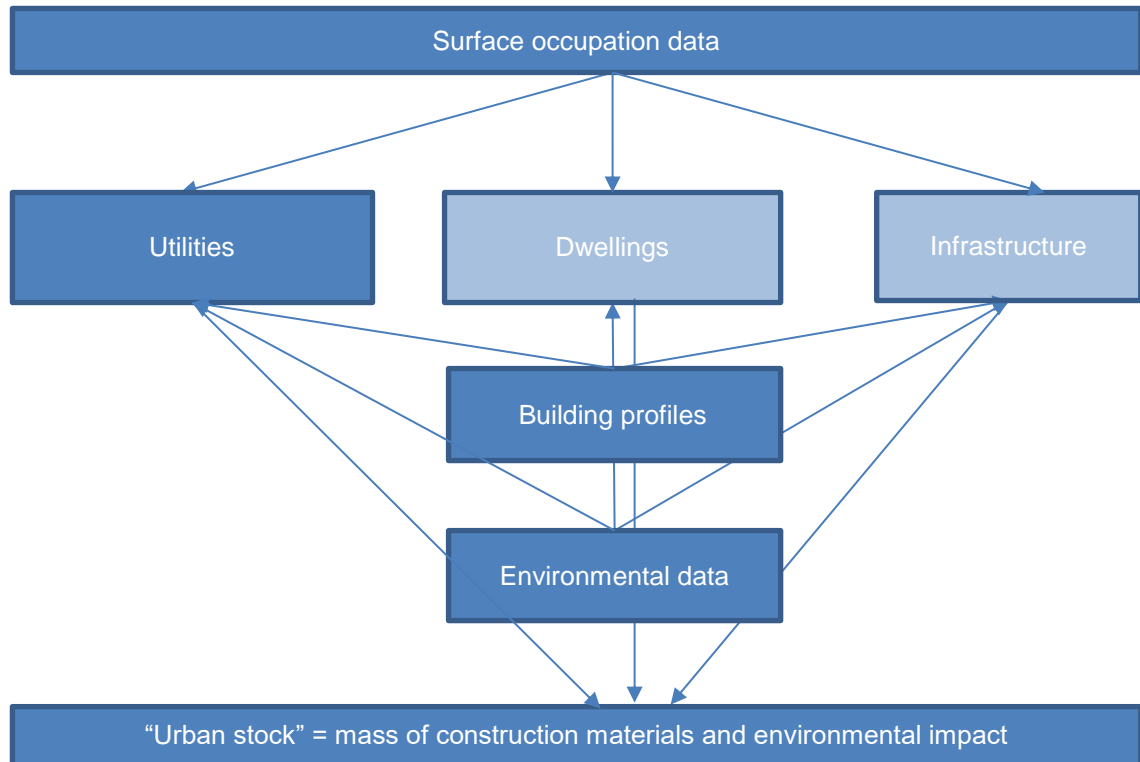 Surface occupation data
Utilities
Dwellings
Infrastructure
Building profiles
Environmental data
“Urban stock” = mass of construction materials and environmental impact